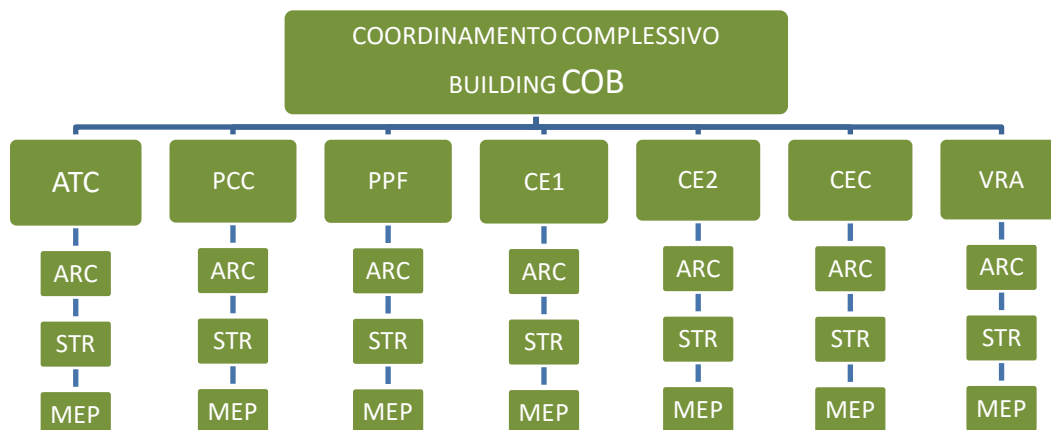 COORDINAMENTO COMPLESSIVO
BUILDING COB
ATC PCC PPF CE1 CE2 CEC VRA
ARC ARC ARC ARC ARC ARC ARC
STR STR STR STR STR STR STR
MEP MEP MEP MEP MEP MEP MEP